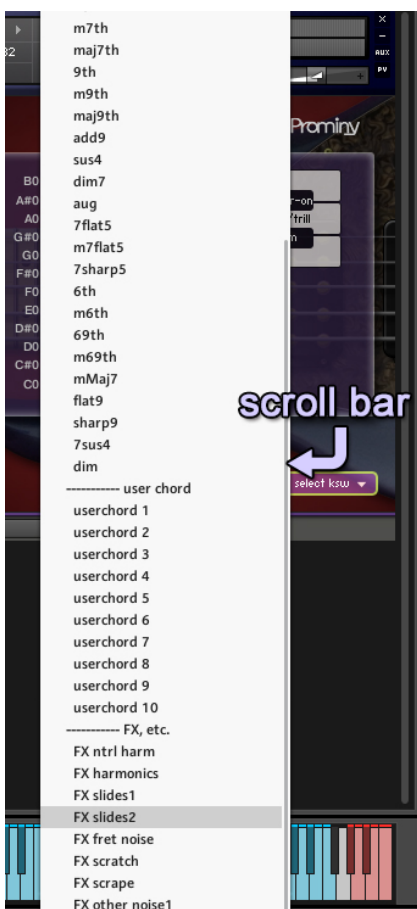 m7th
maj7th
9th
m9th
maj9th
add9
sus4
dim7
aug
7flat5
m7flat5
7sharp5
6th
m6th
69th
m69th
mMaj7
flat9
sharp9
7sus4
dim
----------- user chord
userchord 1
userchord 2
userchord 3
userchord 4
userchord 5
userchord 6
userchord 7
userchord 8
userchord 9
userchord 10
----------- FX, etc.
FX ntrl harm
FX harmonics
FX slides1
FX slides2
FX fret noise
FX scratch
FX scrape
FX other noise1
B0
A#0
A0
G#0
G0
F#0
F0
E0
D#0
D0
C#0
C0
×
−
AUX
PV
+
Prominy
r-on
/trill
scroll bar
select ksw